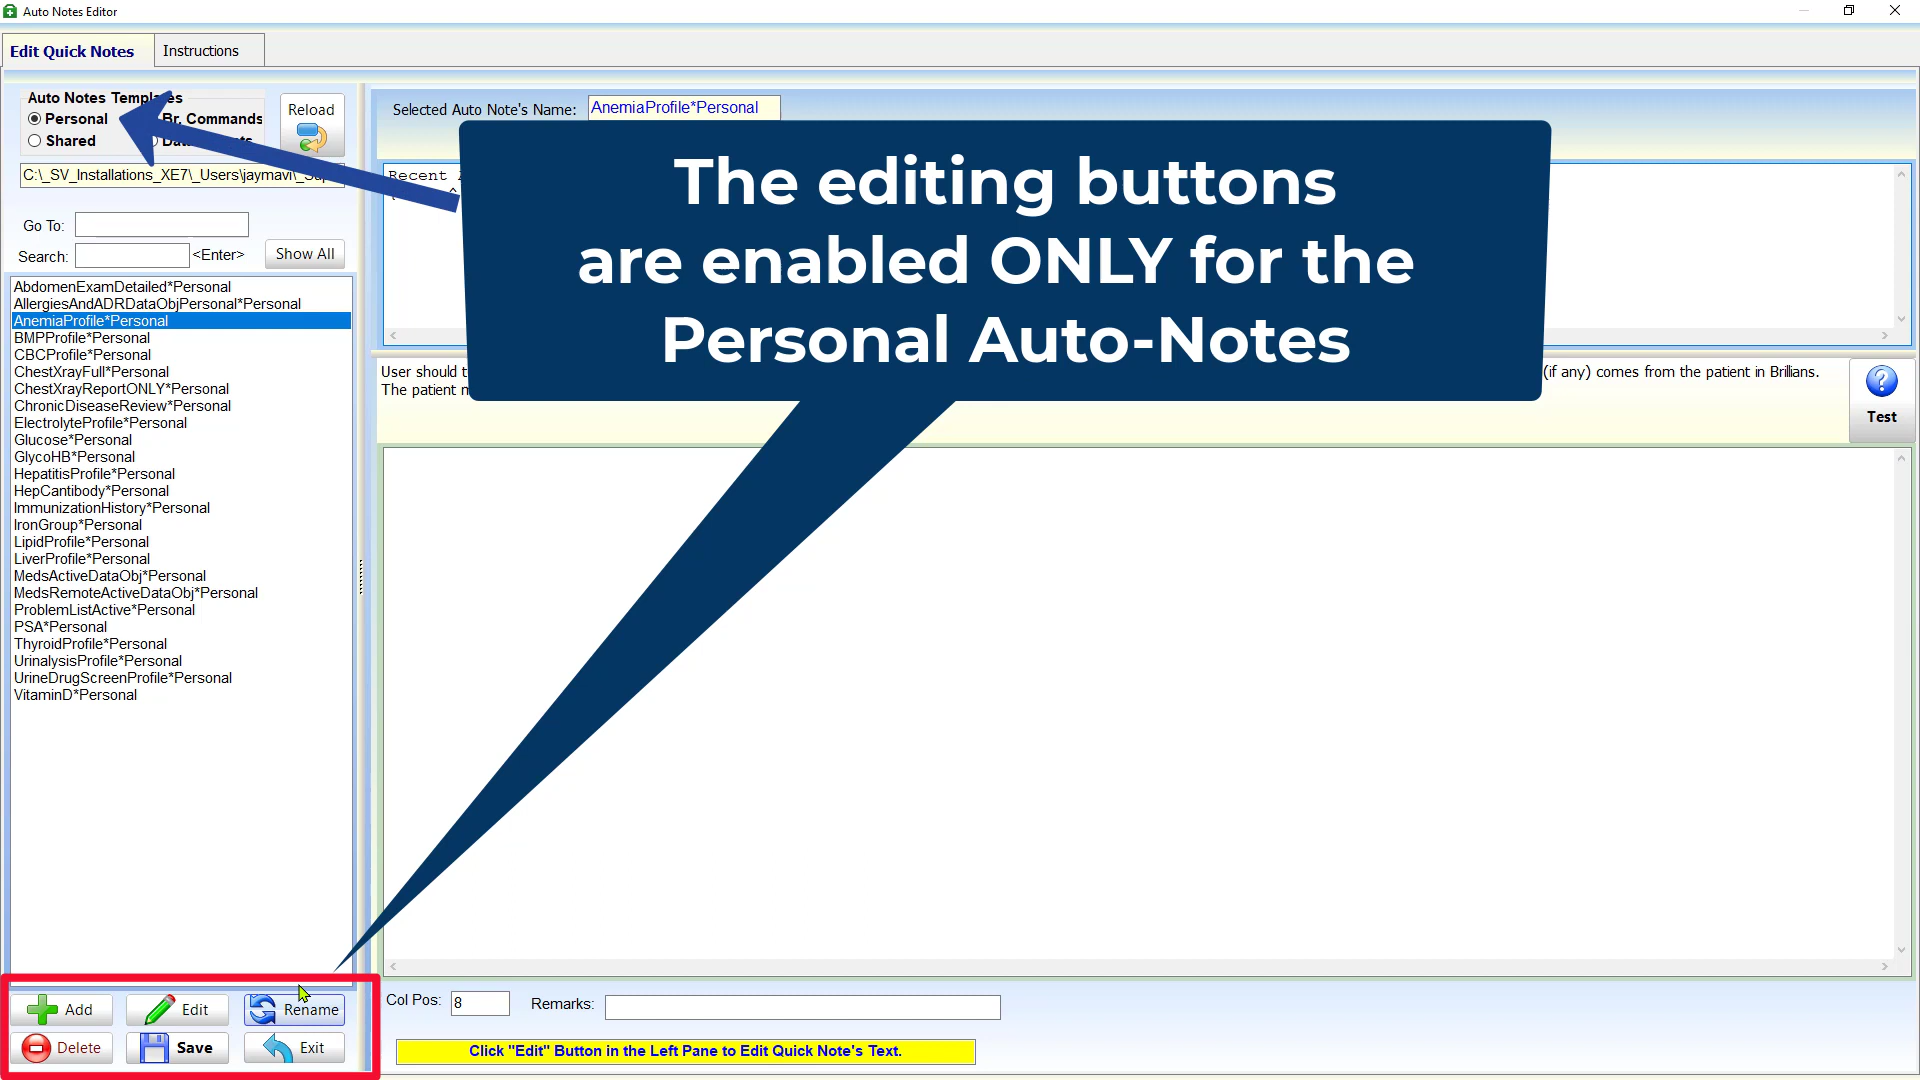 Auto Notes Editor
Edit Quick Notes
Instructions
Auto Notes Templates
Personal
Br. Commands
Shared
Reload
C:\_SV_Installations_XE7\_Users\jaymavi\
Go To:
Search:
<Enter>
Show All
AbdomenExamDetailed*Personal
AllergiesAndADRDataObjPersonal*Personal
AnemiaProfile*Personal
BMPProfile*Personal
CBCProfile*Personal
ChestXrayFull*Personal
ChestXrayReportONLY*Personal
ChronicDiseaseReview*Personal
ElectrolyteProfile*Personal
Glucose*Personal
GlycoHB*Personal
HepatitisProfile*Personal
HepCantibody*Personal
ImmunizationHistory*Personal
IronGroup*Personal
LipidProfile*Personal
LiverProfile*Personal
MedsActiveDataObj*Personal
MedsRemoteActiveDataObj*Personal
ProblemListActive*Personal
PSA*Personal
ThyroidProfile*Personal
UrinalysisProfile*Personal
UrineDrugScreenProfile*Personal
VitaminD*Personal
Add
Edit
Rename
Delete
Save
Exit
Selected Auto Note's Name:
AnemiaProfile*Personal
Recent
The editing buttons
are enabled ONLY for the
Personal Auto-Notes
User should
(if any) comes from the patient in Brillians.
The patient
Test
Col Pos:
8
Remarks:
Click "Edit" Button in the Left Pane to Edit Quick Note's Text.